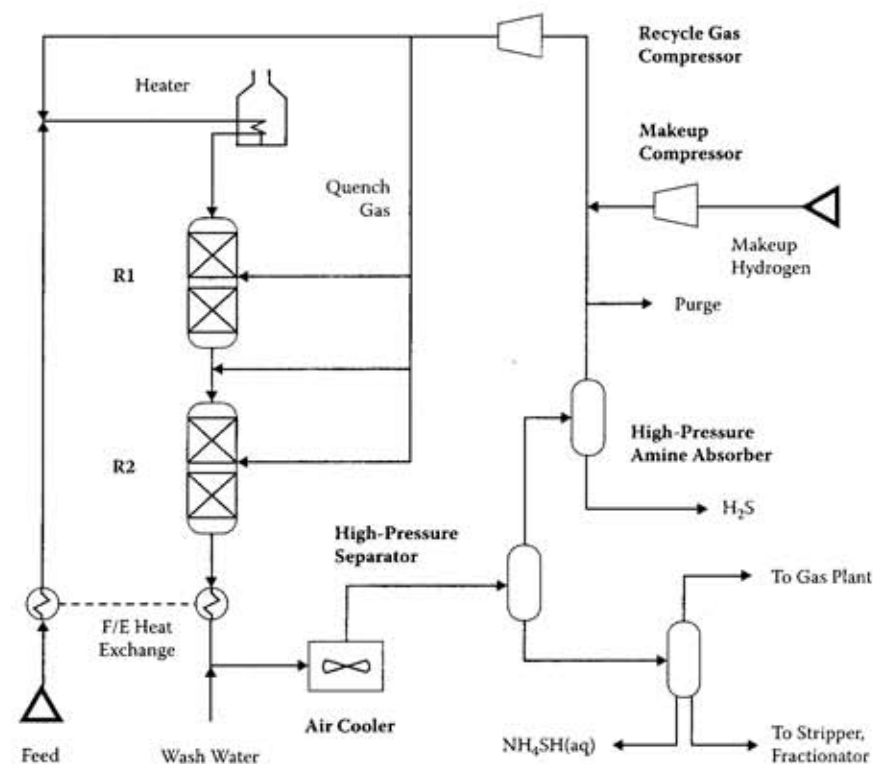 Recycle Gas
Compressor
Heater
Makeup
Compressor
Quench
Gas
Makeup
Hydrogen
R1
Purge
R2
High-Pressure
Amine Absorber
H₂S
High-Pressure
Separator
To Gas Plant
F/E Heat
Exchange
Air Cooler
NH₄SH(aq)
To Stripper,
Fractionator
Feed
Wash Water